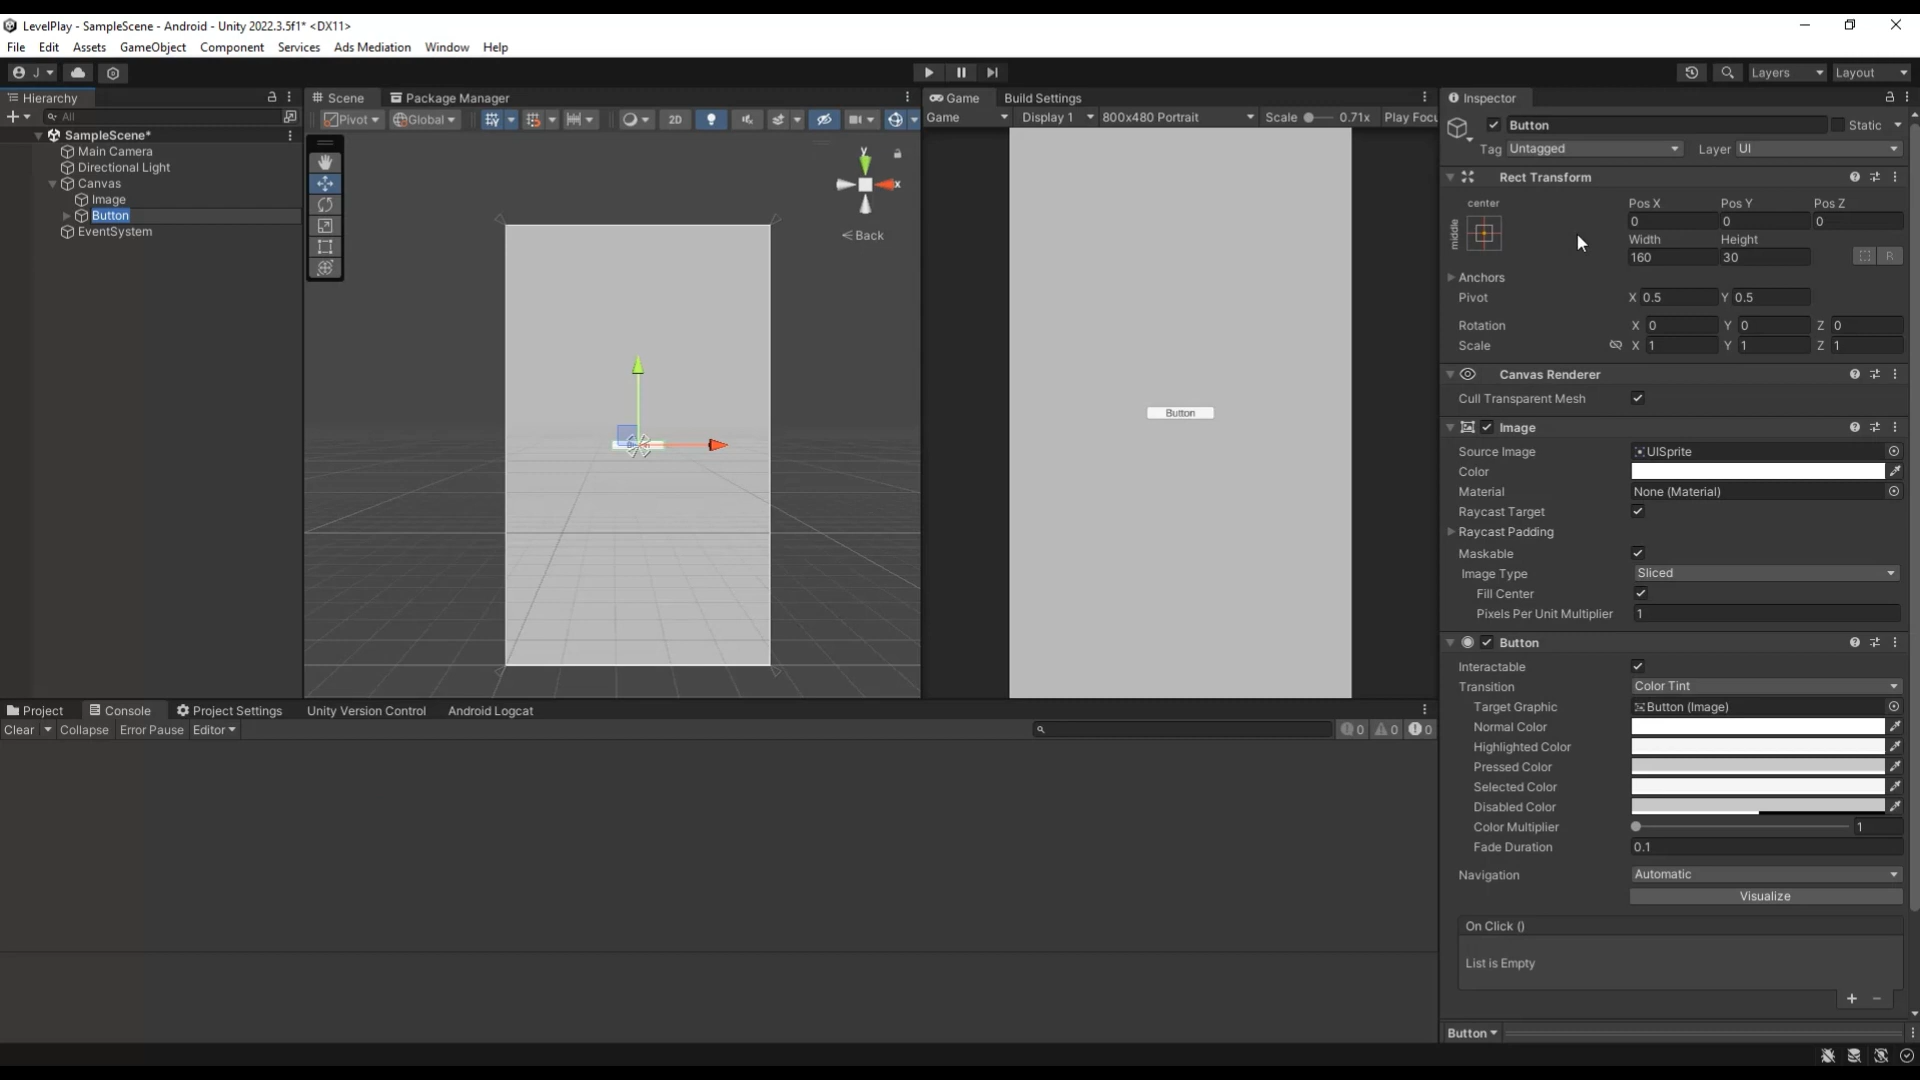 LevelPlay - SampleScene - Android - Unity 2022.3.5f1* <DX11>
File Edit Assets GameObject Component Services Ads Mediation Window Help
J Layers Layout
Hierarchy
All
SampleScene*
Main Camera
Directional Light
Canvas
Image
Button
EventSystem
Scene Package Manager
Pivot Global 2D
y
x
Back
Game Build Settings
Game Display 1 800x480 Portrait Scale 0.71x Play Focu
Button
Inspector
Button Static
Tag Untagged Layer UI
Rect Transform
center
middle
Pos X Pos Y Pos Z
0 0 0
Width Height
160 30 R
Anchors
Pivot X 0.5 Y 0.5
Rotation X 0 Y 0 Z 0
Scale X 1 Y 1 Z 1
Canvas Renderer
Cull Transparent Mesh
Image
Source Image UISprite
Color
Material None (Material)
Raycast Target
Raycast Padding
Maskable
Image Type Sliced
Fill Center
Pixels Per Unit Multiplier 1
Button
Interactable
Transition Color Tint
Target Graphic Button (Image)
Normal Color
Highlighted Color
Pressed Color
Selected Color
Disabled Color
Color Multiplier 1
Fade Duration 0.1
Navigation Automatic
Visualize
On Click ()
List is Empty
Button
Project Console Project Settings Unity Version Control Android Logcat
Clear Collapse Error Pause Editor 0 0 0